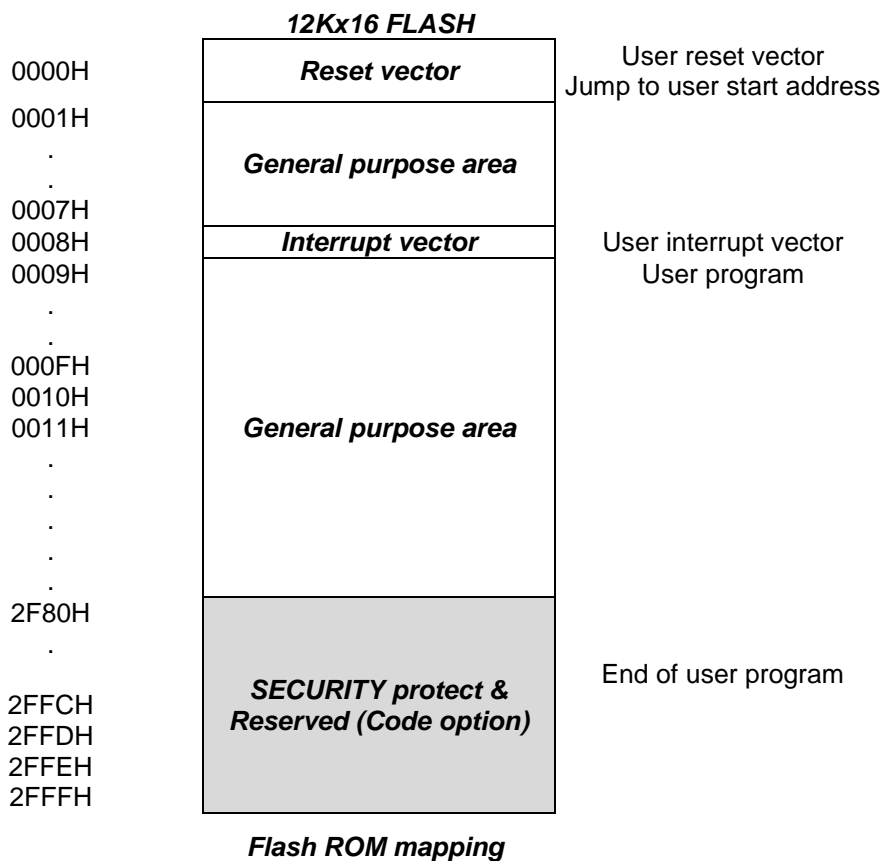 12Kx16 FLASH
0000H Reset vector User reset vector
Jump to user start address
0001H
.
General purpose area
.
0007H
0008H Interrupt vector User interrupt vector
0009H User program
.
.
000FH
0010H
0011H General purpose area
.
.
.
.
.
2F80H
.
End of user program
SECURITY protect &
2FFCH
Reserved (Code option)
2FFDH
2FFEH
2FFFH
Flash ROM mapping